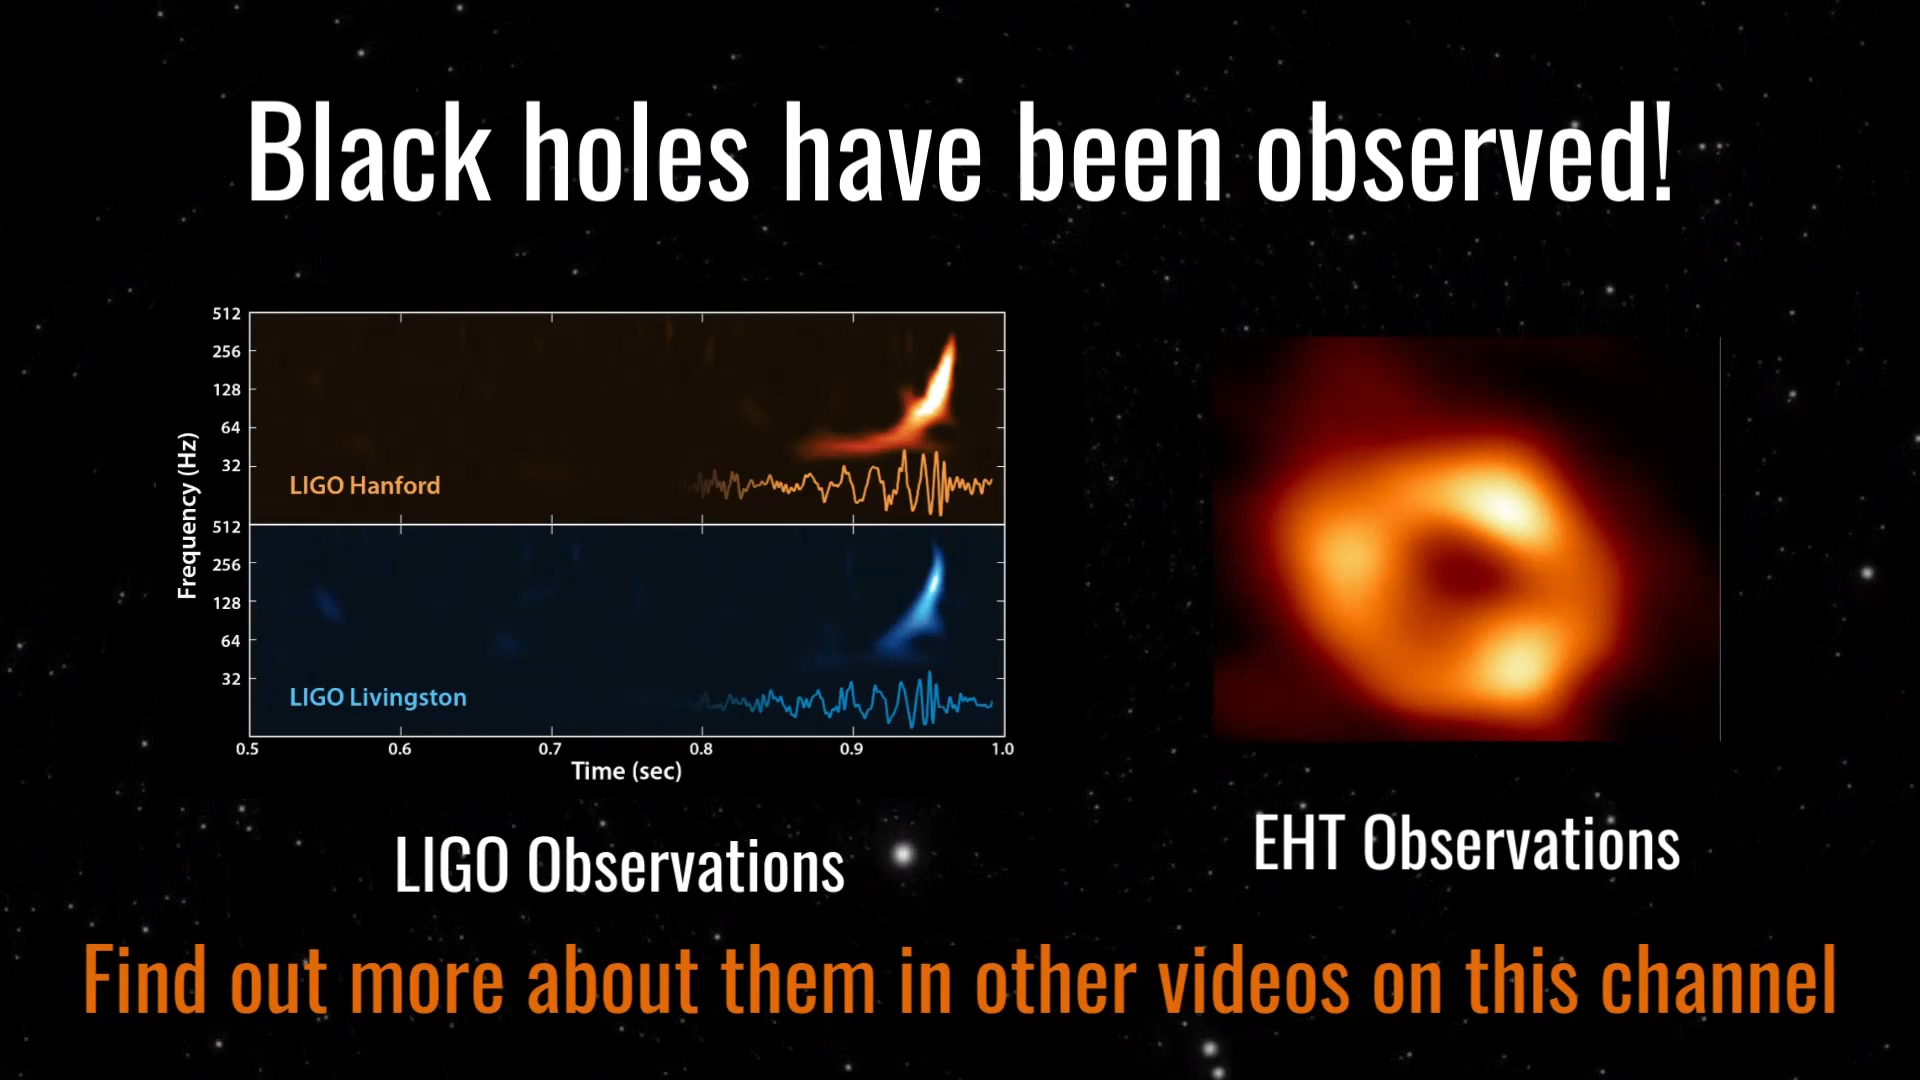 Black holes have been observed!
512
256
128
64
32
LIGO Hanford
512
256
128
64
32
LIGO Livingston
Frequency (Hz)
0.5 0.6 0.7 0.8 0.9 1.0
Time (sec)
LIGO Observations
EHT Observations
Find out more about them in other videos on this channel